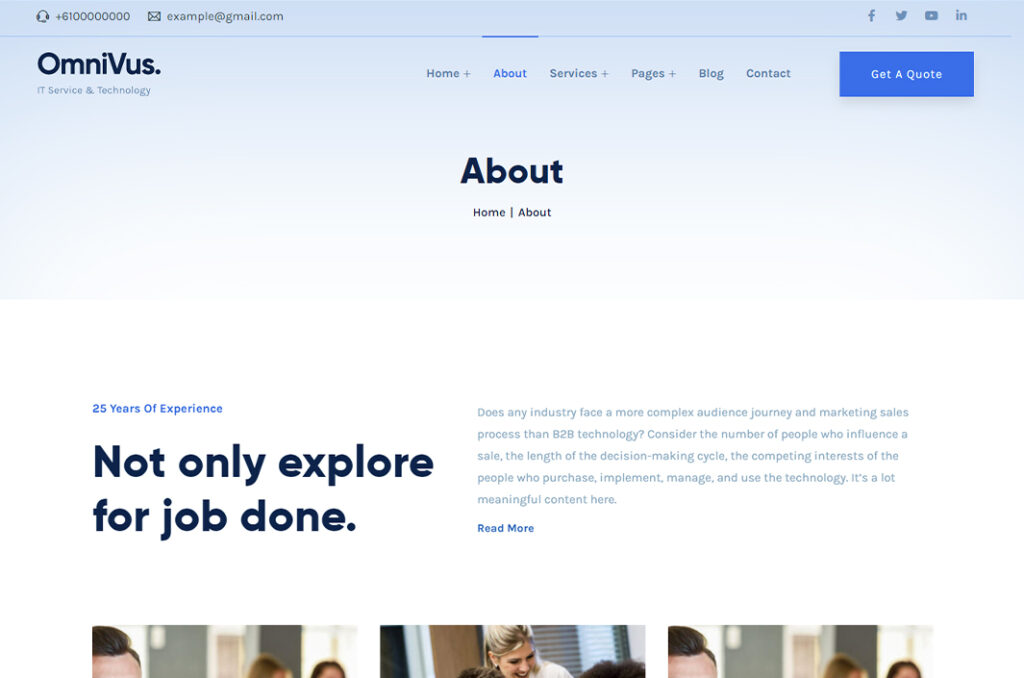 +6100000000 example@gmail.com
OmniVus.
IT Service & Technology
Home + About Services + Pages + Blog Contact
Get A Quote
About
Home | About
25 Years Of Experience
Not only explore
for job done.
Does any industry face a more complex audience journey and marketing sales
process than B2B technology? Consider the number of people who influence a
sale, the length of the decision-making cycle, the competing interests of the
people who purchase, implement, manage, and use the technology. It's a lot
meaningful content here.
Read More